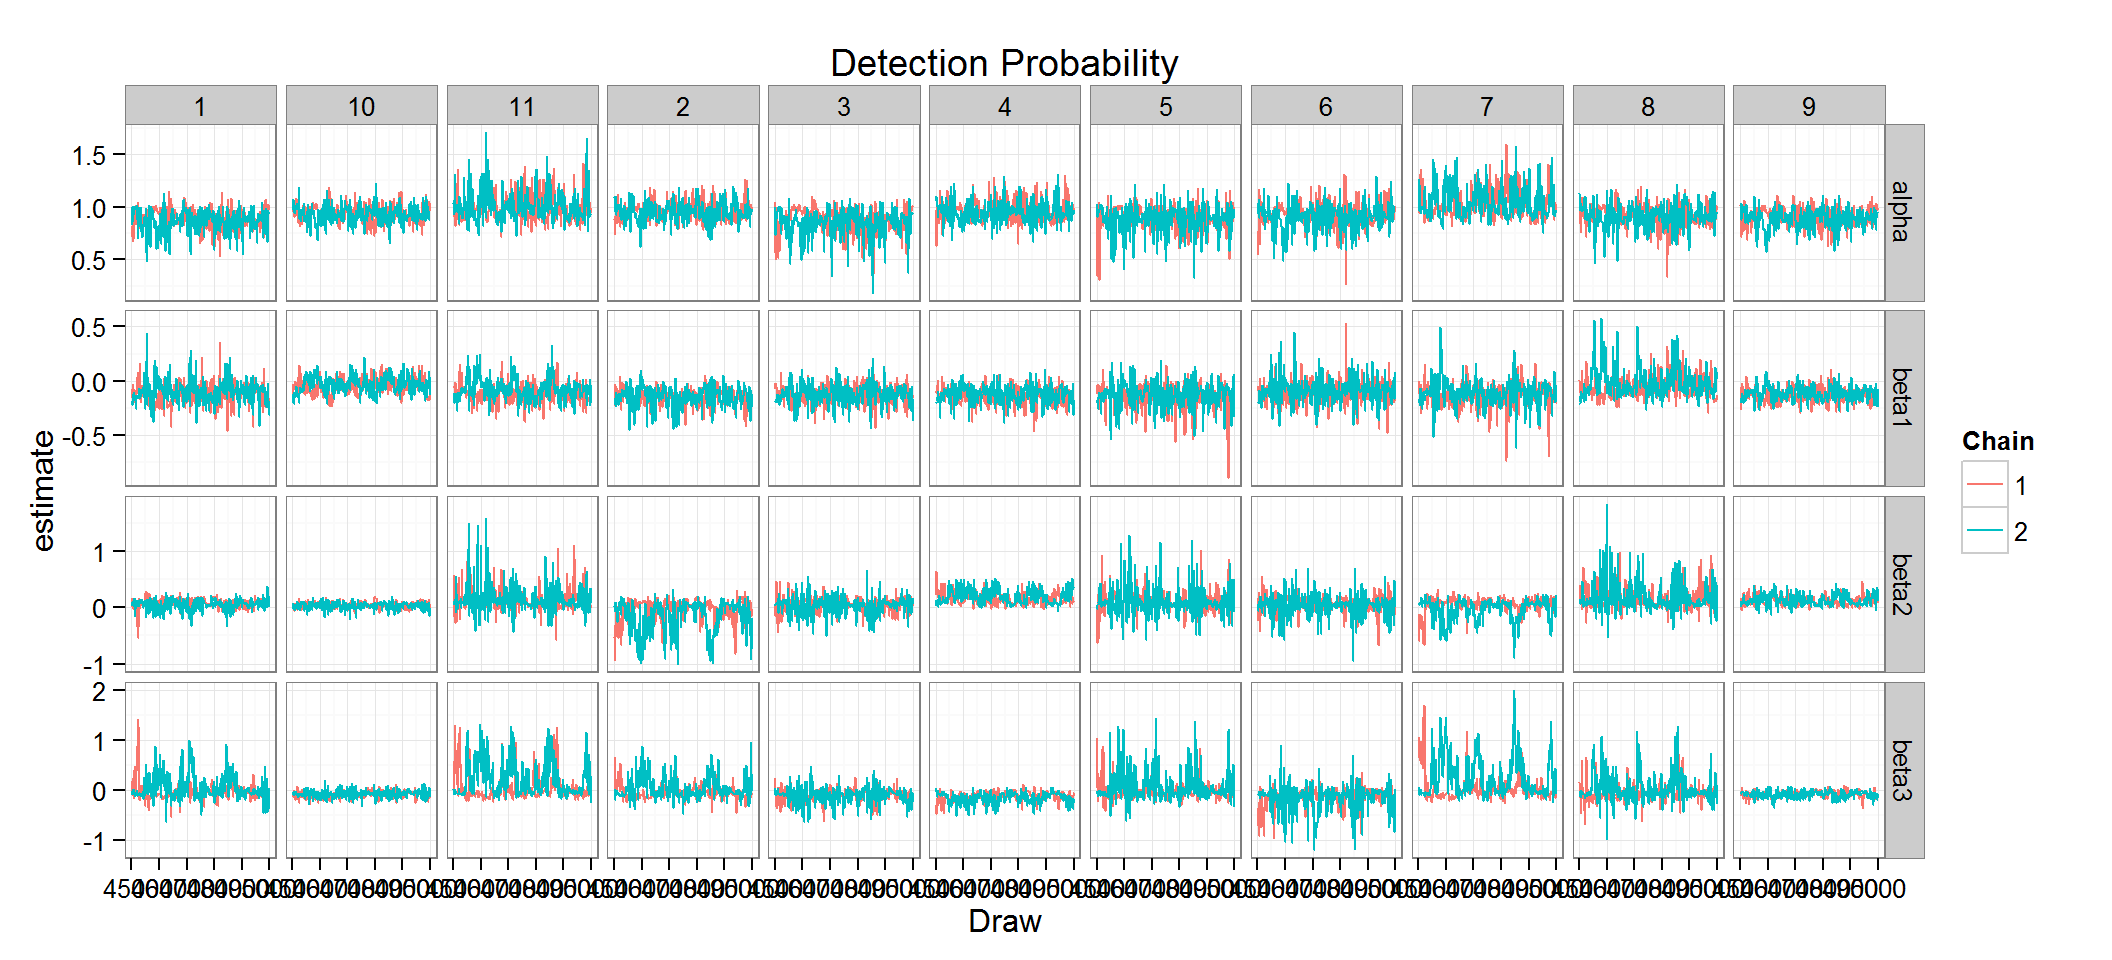 Detection Probability
1 10 11 2 3 4 5 6 7 8 9
1.5
1.0
0.5
alpha
0.5
0.0
-0.5
beta1
1
0
-1
beta2
2
1
0
-1
beta3
estimate
Draw
Chain
1
2